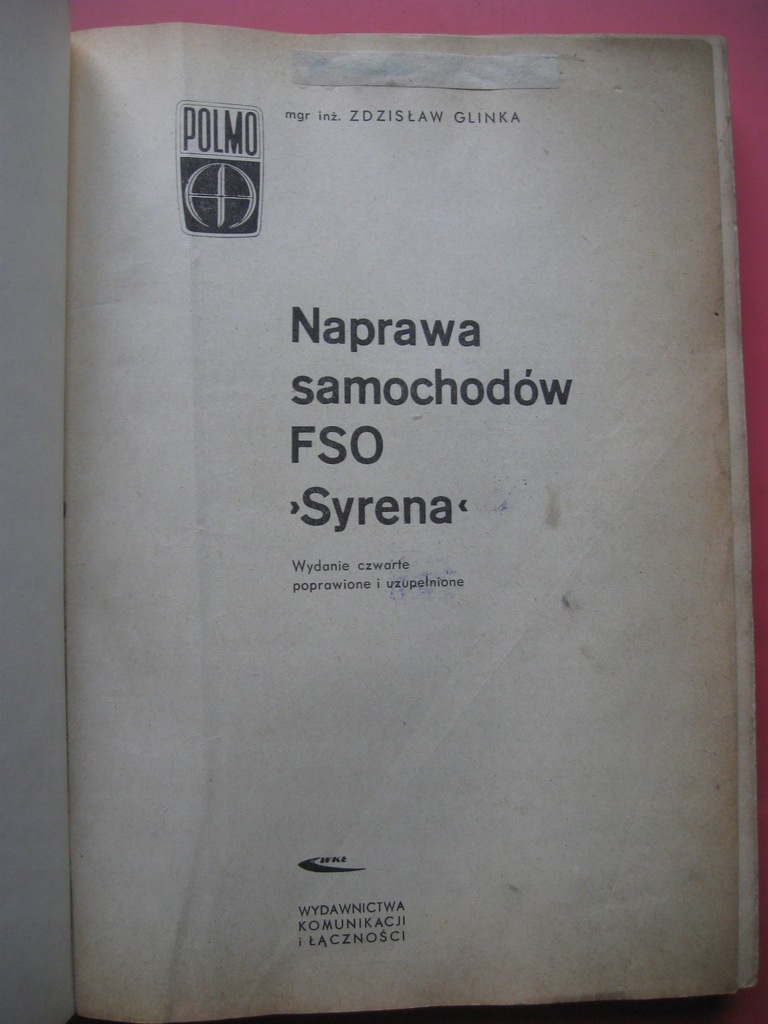 POLMO
mgr inż. ZDZISŁAW GLINKA
Naprawa
samochodów
FSO
›Syrena‹
Wydanie czwarte
poprawione i uzupełnione
WKŁ
WYDAWNICTWA
KOMUNIKACJI
i ŁĄCZNOŚCI